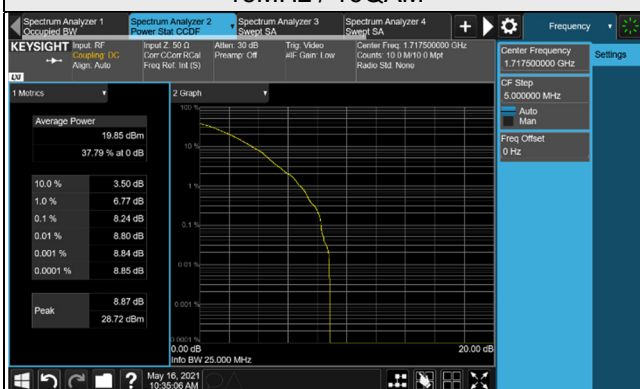 15MHz / 16QAM
Spectrum Analyzer 1
Occupied BW
Spectrum Analyzer 2
Power Stat CCDF
Spectrum Analyzer 3
Swept SA
Spectrum Analyzer 4
Swept SA
+
Frequency
KEYSIGHT
Input: RF
Coupling: DC
Align: Auto
Input Z: 50 Ω
Corr CCorr RCal
Freq Ref: Int (S)
Atten: 30 dB
Preamp: Off
Trig: Video
#IF Gain: Low
Center Freq: 1.717500000 GHz
Counts: 10.0 M/10.0 Mpt
Radio Std: None
LXI
Center Frequency
1.717500000 GHz
Settings
CF Step
5.000000 MHz
Auto
Man
Freq Offset
0 Hz
1 Metrics
Average Power
19.85 dBm
37.79 % at 0 dB
10.0 % 3.50 dB
1.0 % 6.77 dB
0.1 % 8.24 dB
0.01 % 8.80 dB
0.001 % 8.84 dB
0.0001 % 8.85 dB
Peak 8.87 dB
28.72 dBm
2 Graph
100 %
10 %
1 %
0.1 %
0.01 %
0.001 %
0.0001 %
0.00 dB 20.00 dB
Info BW 25.000 MHz
?
May 16, 2021
10:35:06 AM